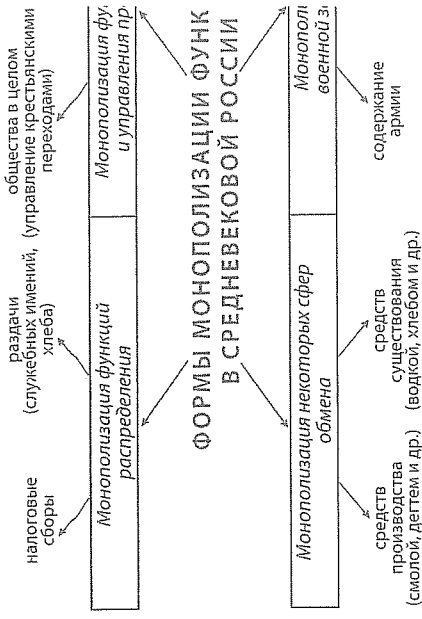 ФОРМЫ МОНОПОЛИЗАЦИИ ФУНК
В СРЕДНЕВЕКОВОЙ РОССИИ
налоговые
сборы
раздачи
(служебных имений,
хлеба)
общества в целом
(управление крестьянскими
переходами)
Монополизация функций
распределения
Монополизация фу
и управления пр
Монополизация некоторых сфер
обмена
Монопол
военной з
средств
производства
(смолой, дегтем и др.)
средств
существования
(водкой, хлебом и др.)
содержание
армии